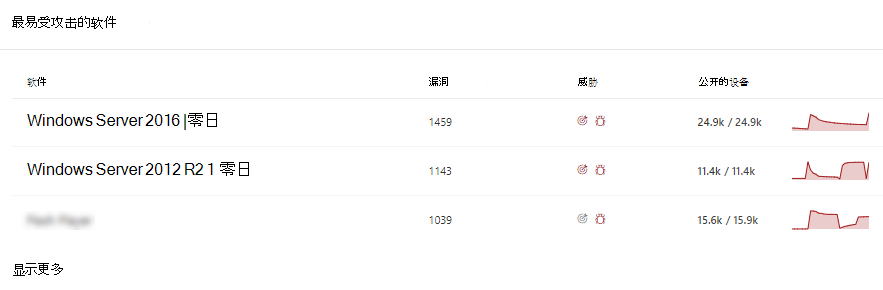 最易受攻击的软件
软件 漏洞 威胁 公开的设备
Windows Server 2016 |零日 1459 24.9k / 24.9k
Windows Server 2012 R2 1 零日 1143 11.4k / 11.4k
1039 15.6k / 15.9k
显示更多